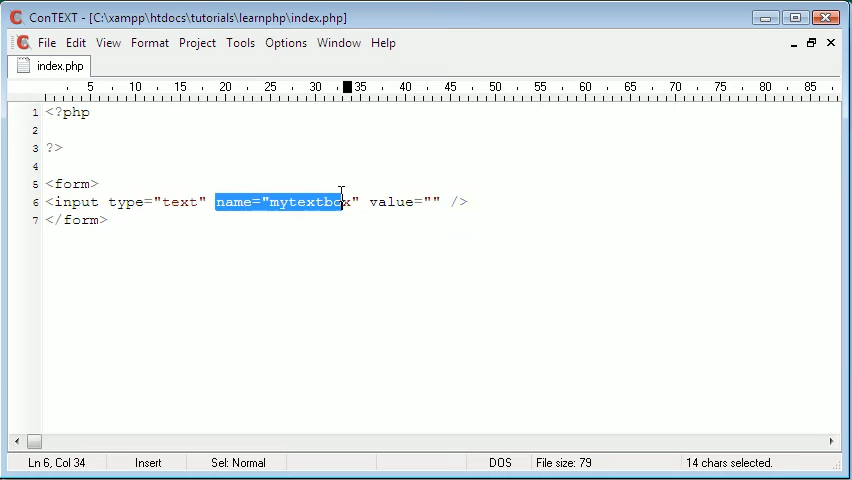 ConTEXT - [C:\xampp\htdocs\tutorials\learnphp\index.php]
File Edit View Format Project Tools Options Window Help
index.php
5 10 15 20 25 30 35 40 45 50 55 60 65 70 75 80 85
1 <?php
2
3 ?>
4
5 <form>
6 <input type="text" name="mytextbox" value="" />
7 </form>
Ln 6, Col 34 Insert Sel: Normal DOS File size: 79 14 chars selected.